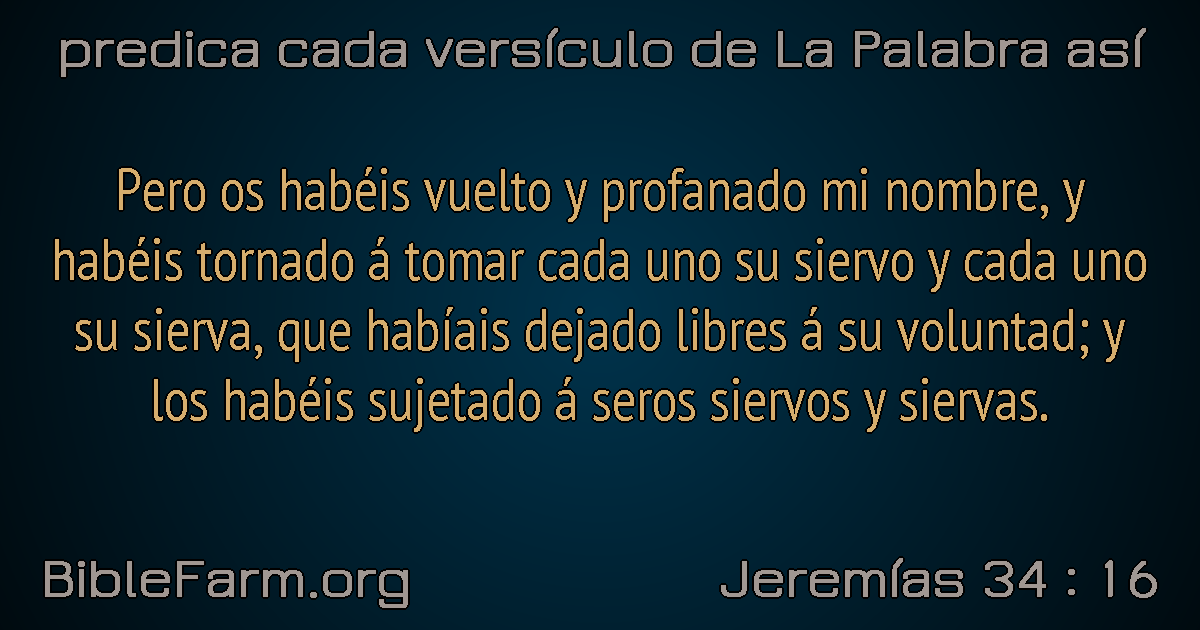 predica cada versículo de La Palabra así
Pero os habéis vuelto y profanado mi nombre, y
habéis tornado á tomar cada uno su siervo y cada uno
su sierva, que habíais dejado libres á su voluntad; y
los habéis sujetado á seros siervos y siervas.
BibleFarm.org
Jeremías 34 : 16